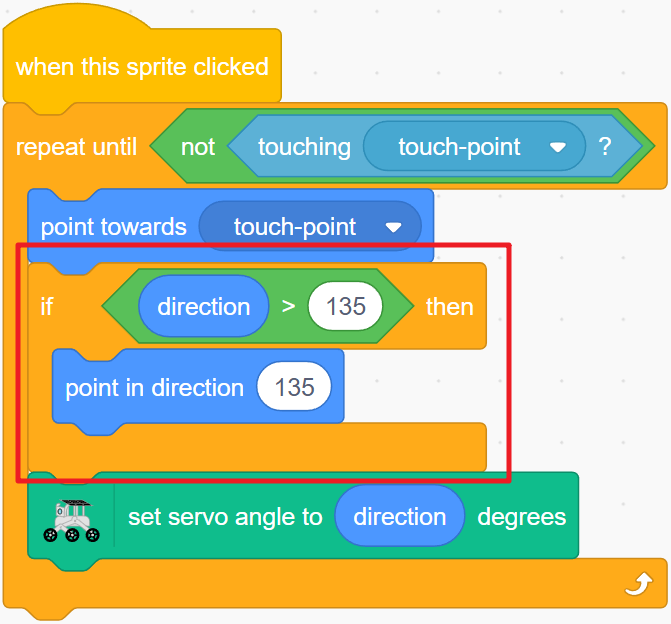 when this sprite clicked
repeat until not touching touch-point ?
point towards touch-point
if direction > 135 then
point in direction 135
set servo angle to direction degrees